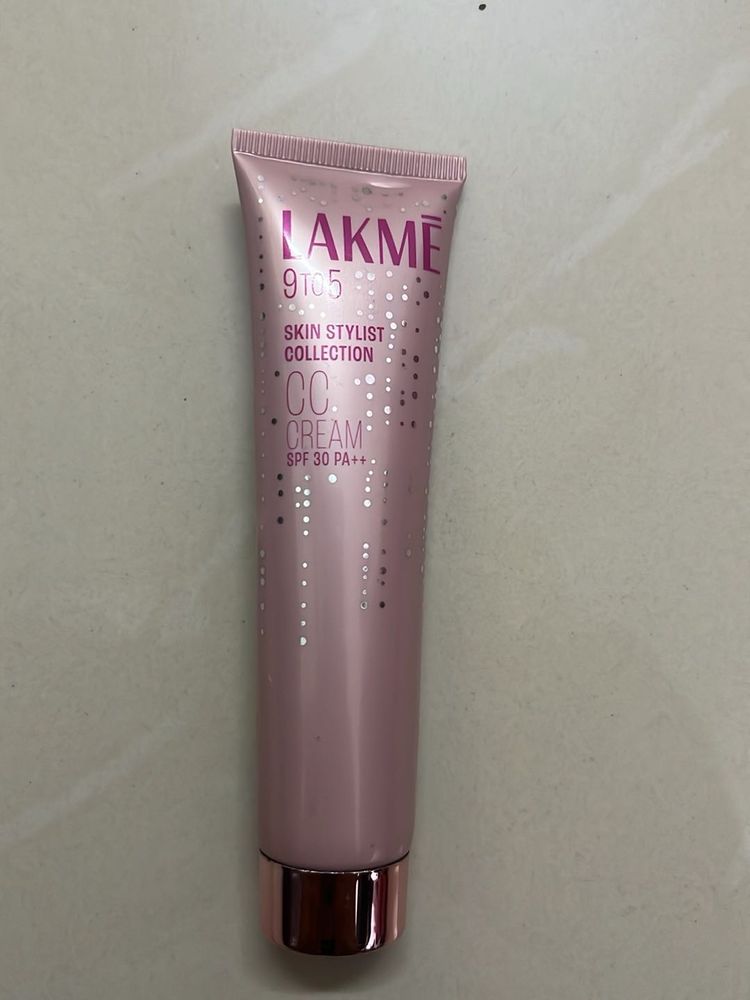 LAKMĒ
9TO5
SKIN STYLIST
COLLECTION
CC
CREAM
SPF 30 PA++